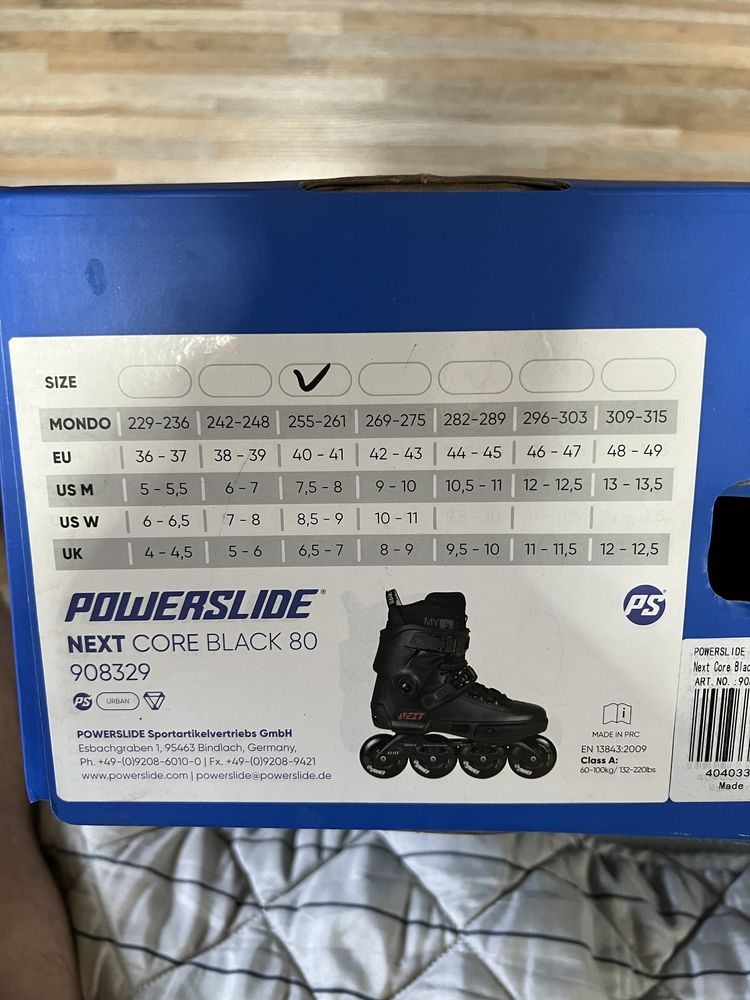 SIZE ✓
MONDO | 229-236 | 242-248 | 255-261 | 269-275 | 282-289 | 296-303 | 309-315
EU | 36 - 37 | 38 - 39 | 40 - 41 | 42 - 43 | 44 - 45 | 46 - 47 | 48 - 49
US M | 5 - 5,5 | 6 - 7 | 7,5 - 8 | 9 - 10 | 10,5 - 11 | 12 - 12,5 | 13 - 13,5
US W | 6 - 6,5 | 7 - 8 | 8,5 - 9 | 10 - 11
UK | 4 - 4,5 | 5 - 6 | 6,5 - 7 | 8 - 9 | 9,5 - 10 | 11 - 11,5 | 12 - 12,5
POWERSLIDE®
NEXT CORE BLACK 80
908329
PS URBAN
POWERSLIDE Sportartikelvertriebs GmbH
Esbachgraben 1, 95463 Bindlach, Germany,
Ph. +49-(0)9208-6010-0 | Fx. +49-(0)9208-9421
www.powerslide.com | powerslide@powerslide.de
MY
NEXT
PS
i
MADE IN PRC
EN 13843:2009
Class A:
60-100kg/ 132-220lbs
POWERSLIDE
Next Core Blac
ART. NO. :90
404033
Made